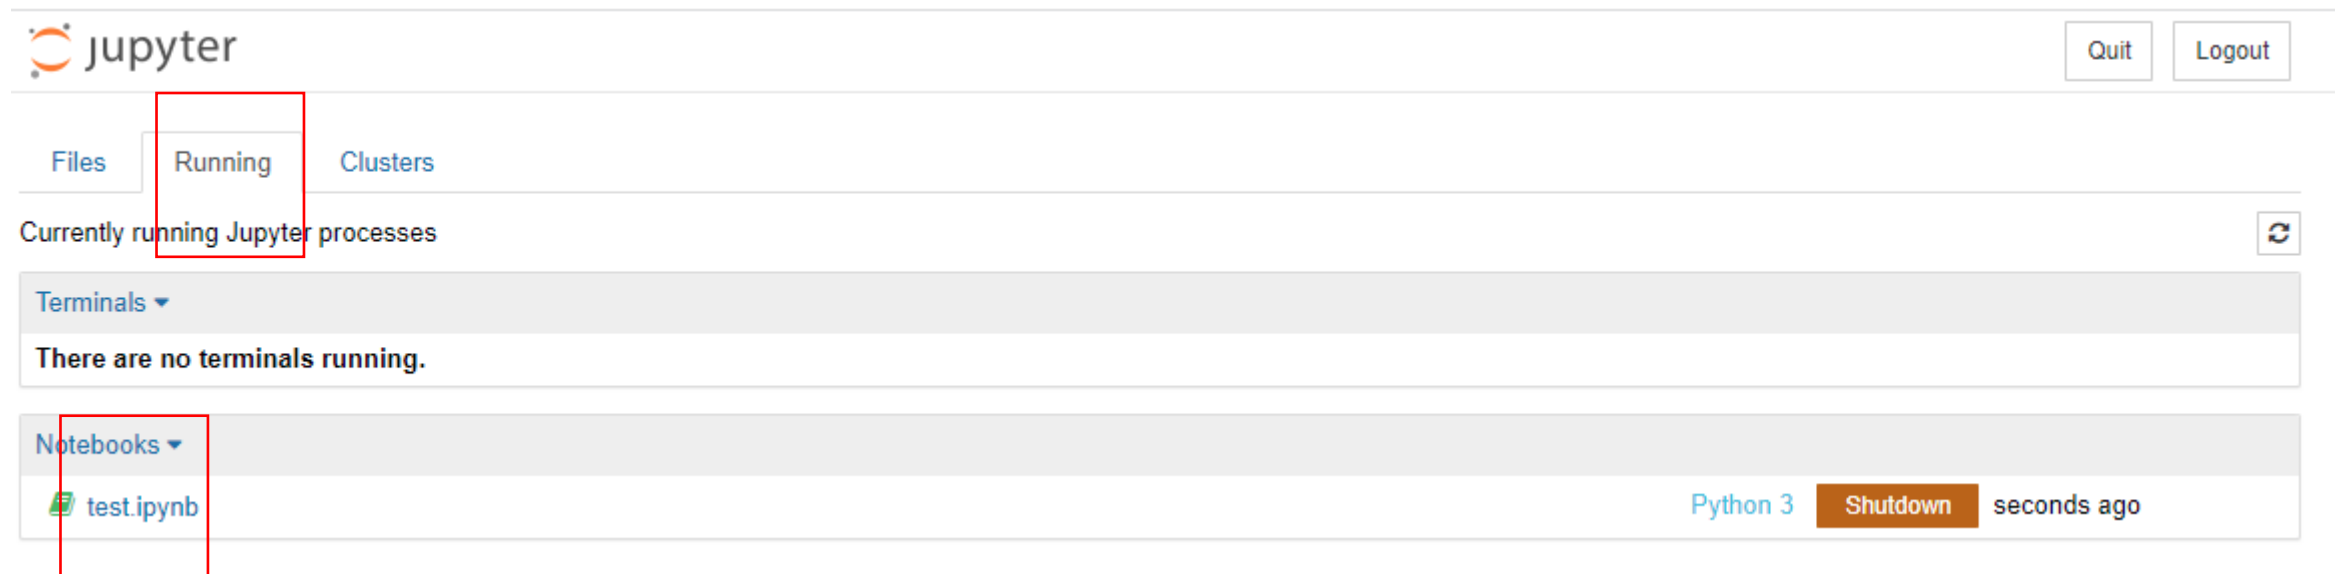 jupyter
Quit Logout
Files Running Clusters
Currently running Jupyter processes
Terminals
There are no terminals running.
Notebooks
test.ipynb Python 3 Shutdown seconds ago